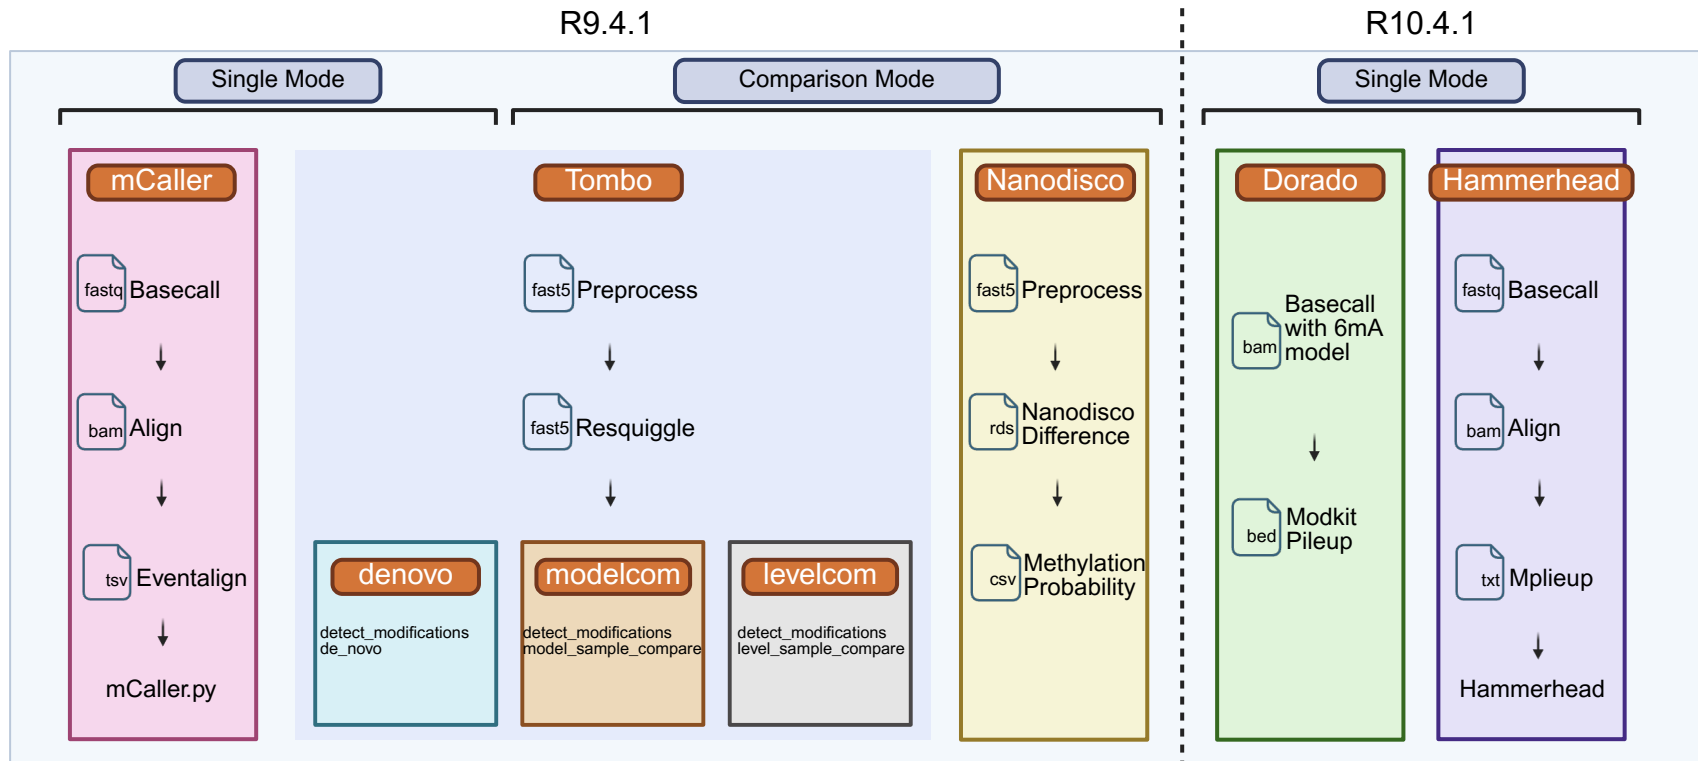 R9.4.1
R10.4.1
Single Mode
Comparison Mode
Single Mode
mCaller
fastq Basecall
bam Align
tsv Eventalign
mCaller.py
Tombo
fast5 Preprocess
fast5 Resquiggle
denovo
detect_modifications
de_novo
modelcom
detect_modifications
model_sample_compare
levelcom
detect_modifications
level_sample_compare
Nanodisco
fast5 Preprocess
rds Nanodisco
Difference
csv Methylation
Probability
Dorado
bam Basecall
with 6mA
model
bed Modkit
Pileup
Hammerhead
fastq Basecall
bam Align
txt Mplieup
Hammerhead